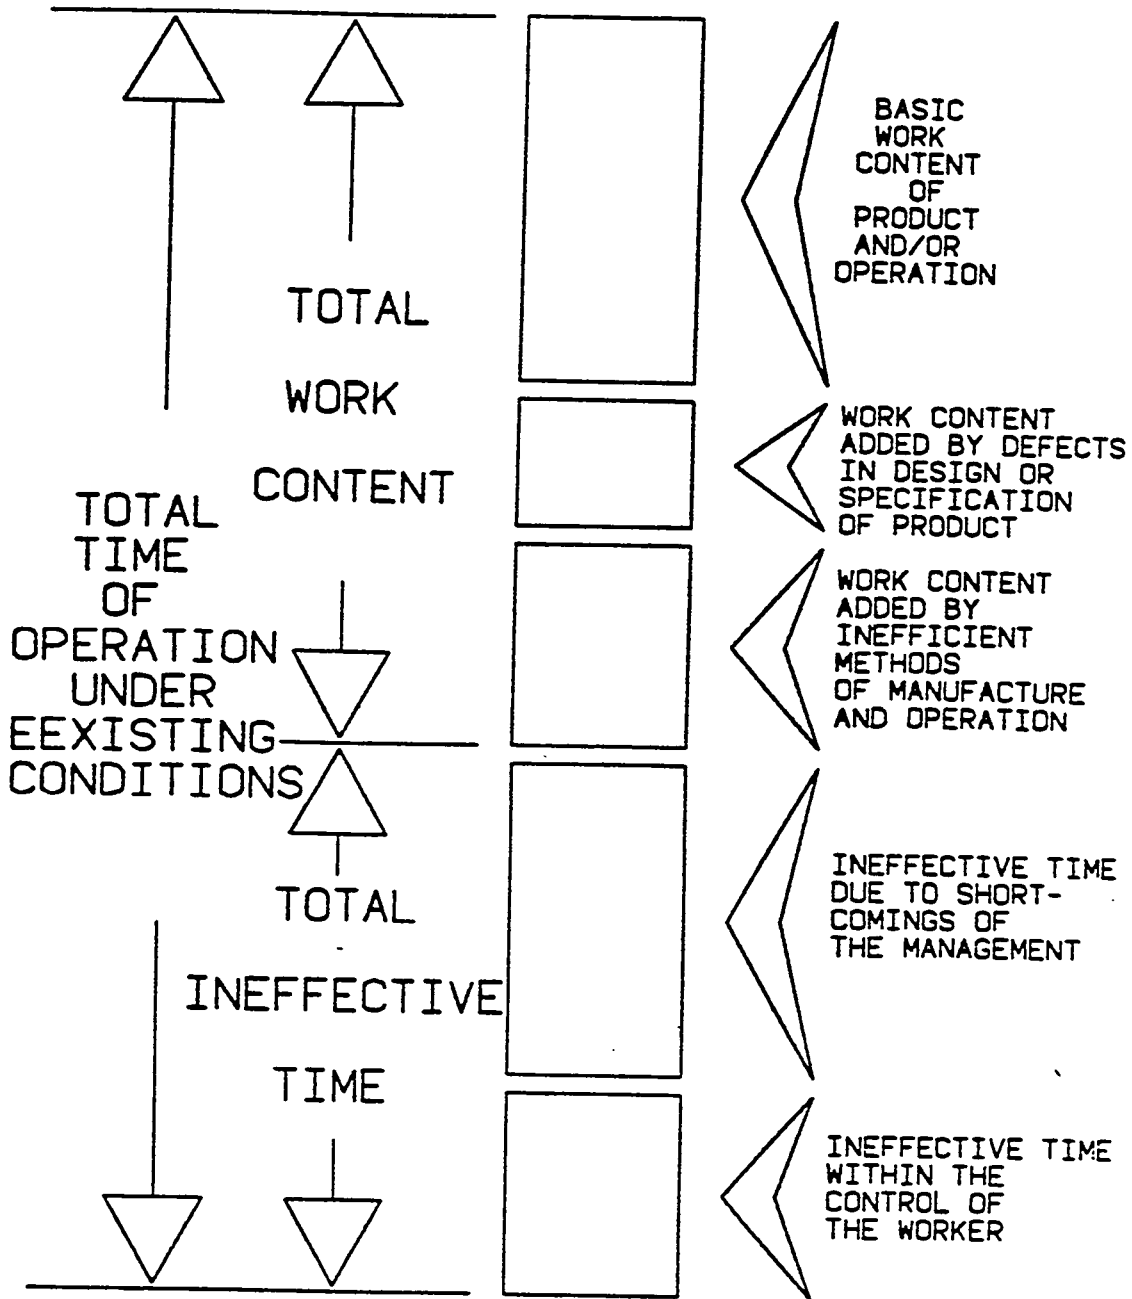 TOTAL
TIME
OF
OPERATION
UNDER
EEXISTING
CONDITIONS
TOTAL
WORK
CONTENT
TOTAL
INEFFECTIVE
TIME
BASIC
WORK
CONTENT
OF
PRODUCT
AND/OR
OPERATION
WORK CONTENT
ADDED BY DEFECTS
IN DESIGN OR
SPECIFICATION
OF PRODUCT
WORK CONTENT
ADDED BY
INEFFICIENT
METHODS
OF MANUFACTURE
AND OPERATION
INEFFECTIVE TIME
DUE TO SHORT-
COMINGS OF
THE MANAGEMENT
INEFFECTIVE TIME
WITHIN THE
CONTROL OF
THE WORKER